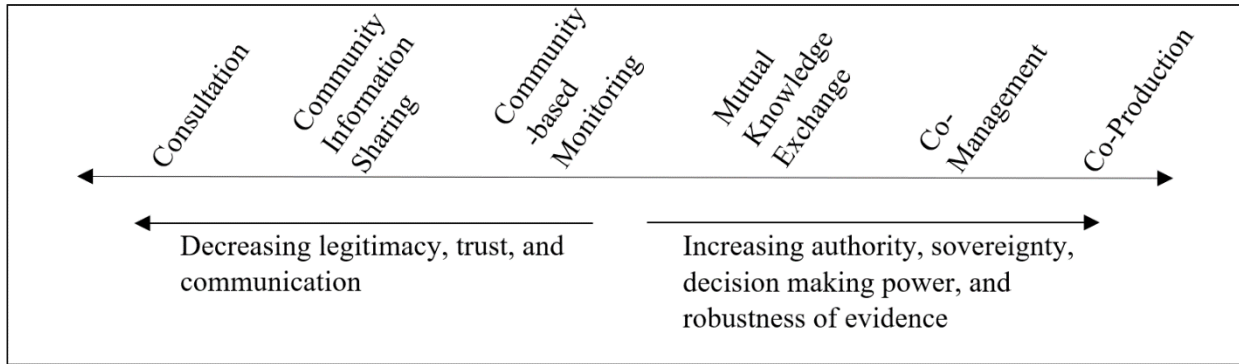 Consultation
Community
Information
Sharing
Community
-based
Monitoring
Mutual
Knowledge
Exchange
Co-
Management
Co-Production
Decreasing legitimacy, trust, and
communication
Increasing authority, sovereignty,
decision making power, and
robustness of evidence